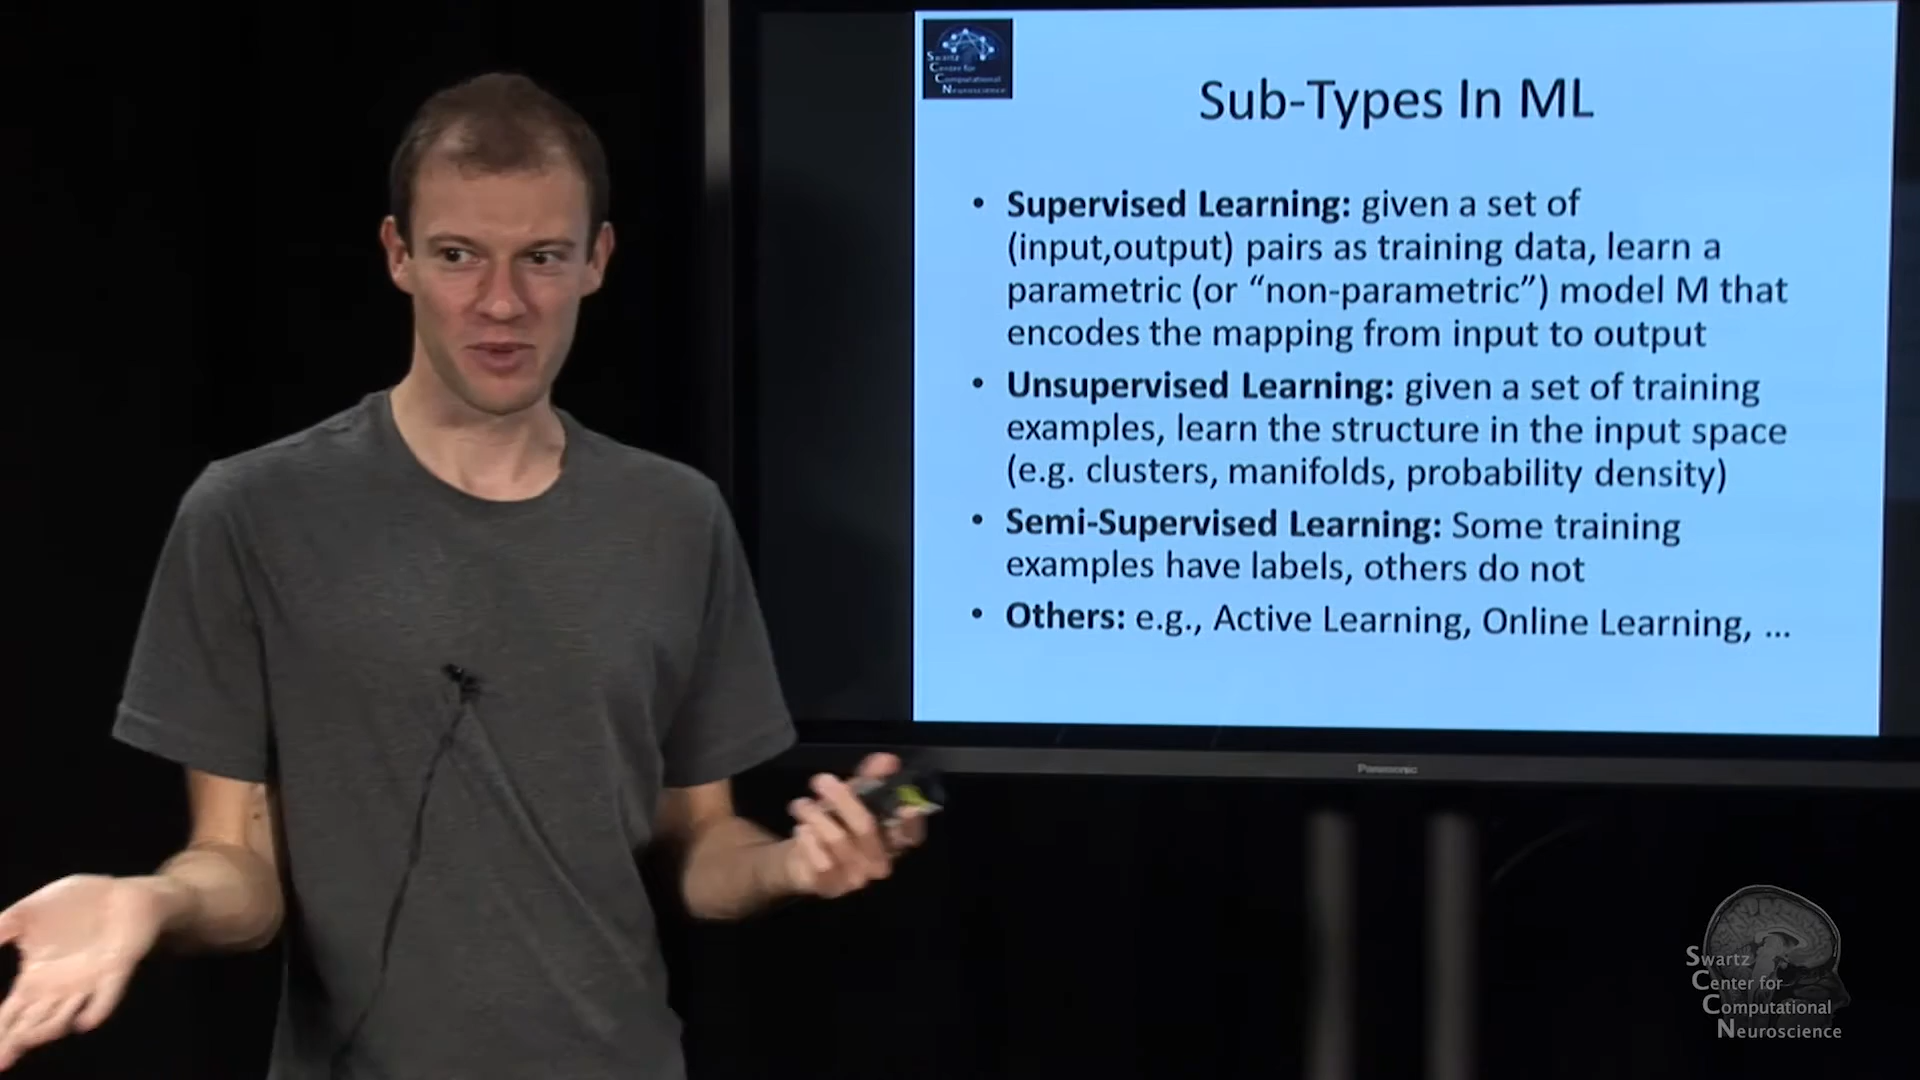 Swartz
Center for
Computational
Neuroscience
Sub-Types In ML
• Supervised Learning: given a set of
(input,output) pairs as training data, learn a
parametric (or “non-parametric”) model M that
encodes the mapping from input to output
• Unsupervised Learning: given a set of training
examples, learn the structure in the input space
(e.g. clusters, manifolds, probability density)
• Semi-Supervised Learning: Some training
examples have labels, others do not
• Others: e.g., Active Learning, Online Learning, ...
Panasonic
Swartz
Center for
Computational
Neuroscience